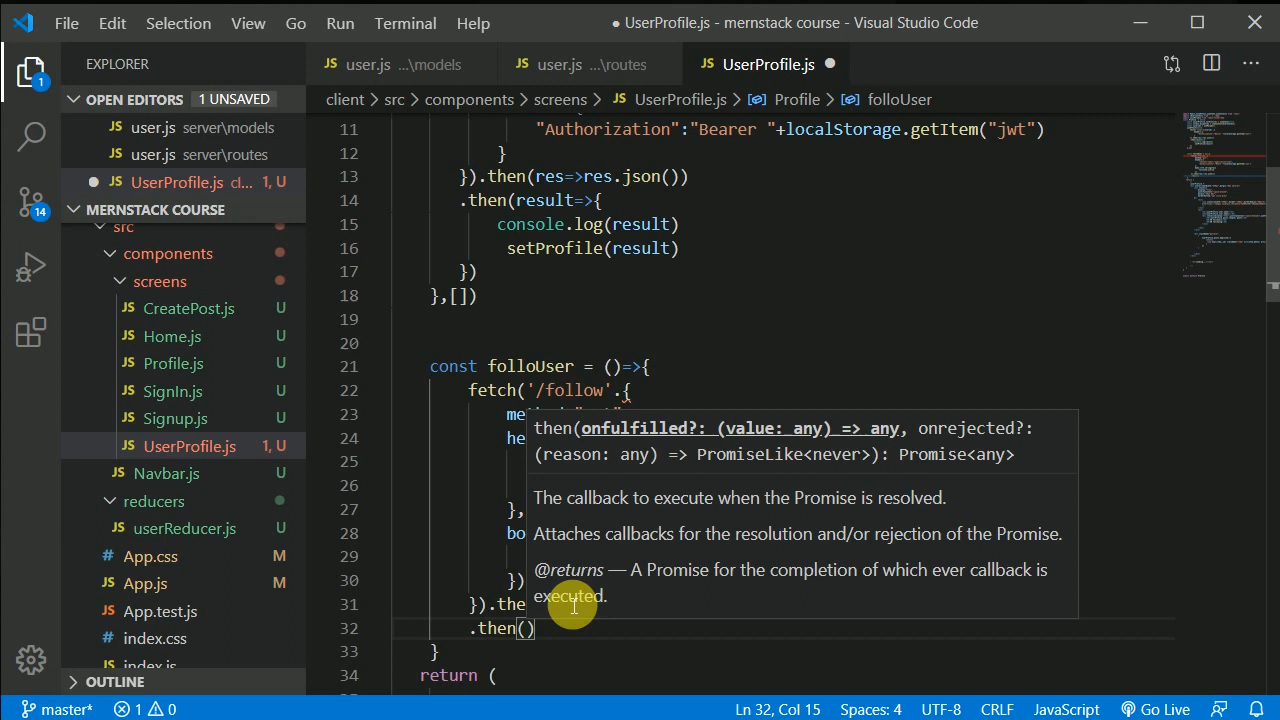 File Edit Selection View Go Run Terminal Help ● UserProfile.js - mernstack course - Visual Studio Code
EXPLORER
OPEN EDITORS 1 UNSAVED
JS user.js server\models
JS user.js server\routes
● JS UserProfile.js cl... 1, U
MERNSTACK COURSE
src
components
screens
JS CreatePost.js U
JS Home.js U
JS Profile.js U
JS SignIn.js U
JS Signup.js U
JS UserProfile.js 1, U
JS Navbar.js U
reducers
JS userReducer.js U
# App.css M
JS App.js M
App.test.js
# index.css
index.js
OUTLINE
1
14
JS user.js ...\models JS user.js ...\routes JS UserProfile.js ●
client > src > components > screens > JS UserProfile.js > Profile > folloUser
11 "Authorization":"Bearer "+localStorage.getItem("jwt")
12 }
13 }).then(res=>res.json())
14 .then(result=>{
15 console.log(result)
16 setProfile(result)
17 })
18 },[])
19
20
21 const folloUser = ()=>{
22 fetch('/follow'.{
23 me
24 he
25
26
27 },
28 bo
29
30 })
31 }).the
32 .then()
33 }
34 return (
then(onfulfilled?: (value: any) => any, onrejected?:
(reason: any) => PromiseLike<never>): Promise<any>
The callback to execute when the Promise is resolved.
Attaches callbacks for the resolution and/or rejection of the Promise.
@returns — A Promise for the completion of which ever callback is
executed.
master* 1 0 Ln 32, Col 15 Spaces: 4 UTF-8 CRLF JavaScript Go Live